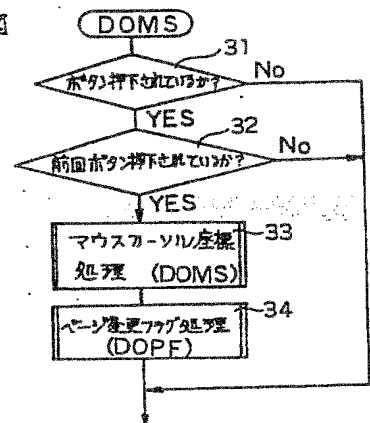 図
DOMS
31
ボタン押下されているか?
No
YES
32
前回ボタン押下されているか?
No
YES
33
マウスカーソル座標
処理 (DOMS)
34
ページ変更フラグ処理
(DOPF)